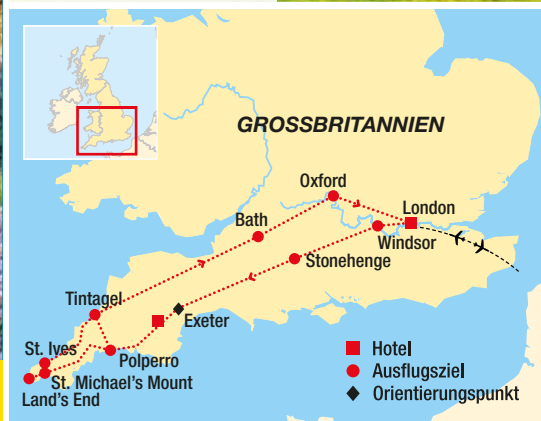 GROSSBRITANNIEN
Oxford
London
Bath
Windsor
Stonehenge
Tintagel
Exeter
St. Ives
Polperro
St. Michael's Mount
Land's End
Hotel
Ausflugsziel
Orientierungspunkt